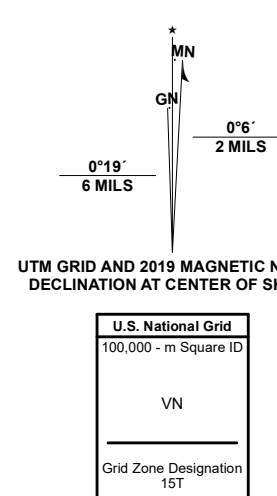 ★
MN
GN
0°6´
2 MILS
0°19´
6 MILS
UTM GRID AND 2019 MAGNETIC
DECLINATION AT CENTER OF
U.S. National Grid
100,000 - m Square ID
VN
Grid Zone Designation
15T